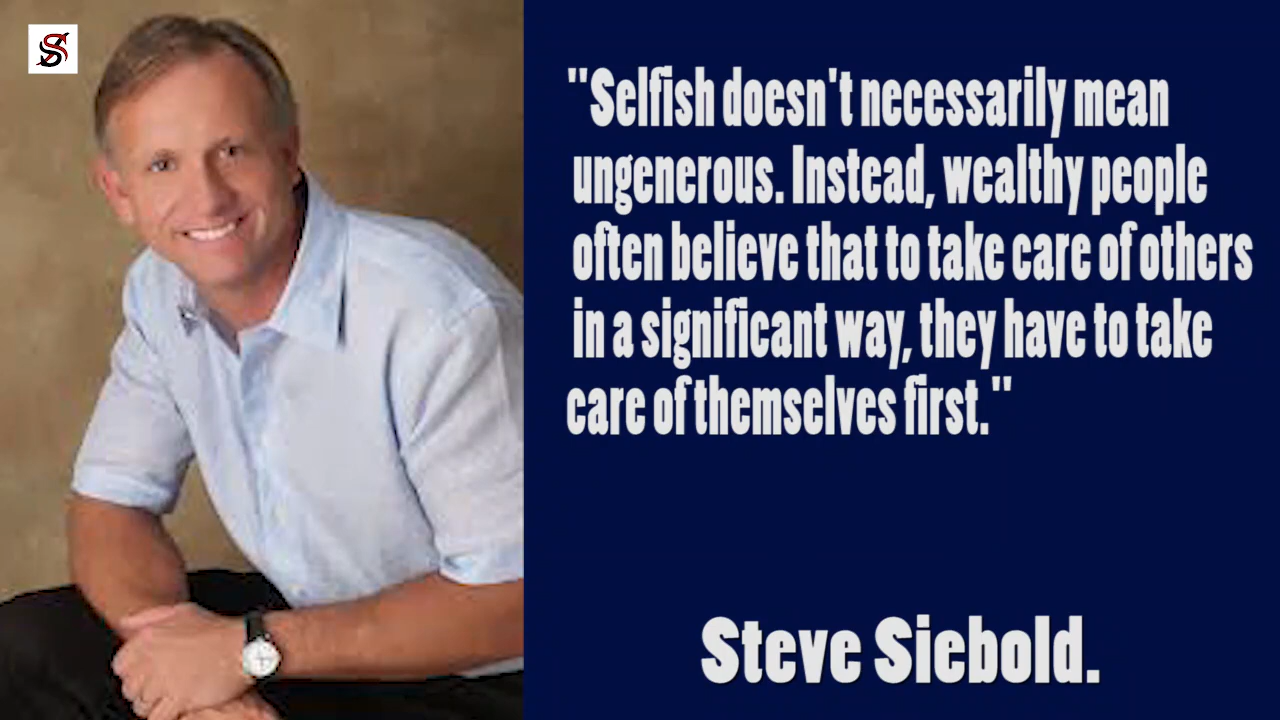 "Selfish doesn't necessarily mean
ungenerous. Instead, wealthy people
often believe that to take care of others
in a significant way, they have to take
care of themselves first."
Steve Siebold.